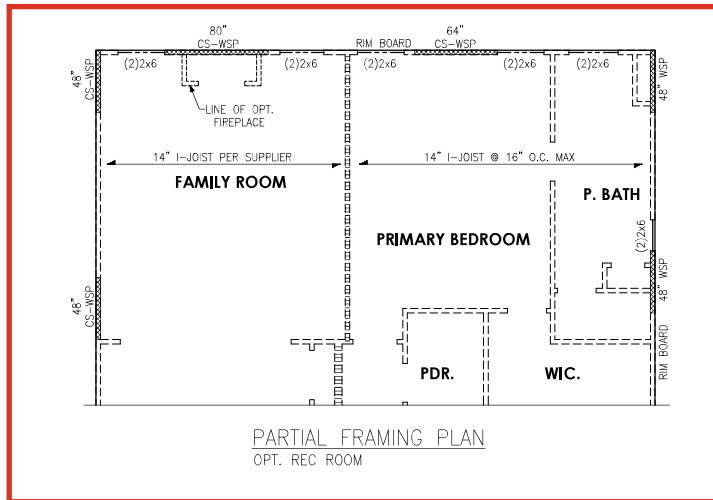 80"
CS-WSP
RIM BOARD
64"
CS-WSP
(2)2x6
(2)2x6
(2)2x6
(2)2x6
(2)2x6
48"
CS-WSP
48" WSP
LINE OF OPT.
FIREPLACE
14" I-JOIST PER SUPPLIER
14" I-JOIST @ 16" O.C. MAX
FAMILY ROOM
P. BATH
PRIMARY BEDROOM
(2)2x6
48"
CS-WSP
48" WSP
RIM BOARD
PDR.
WIC.
PARTIAL FRAMING PLAN
OPT. REC ROOM